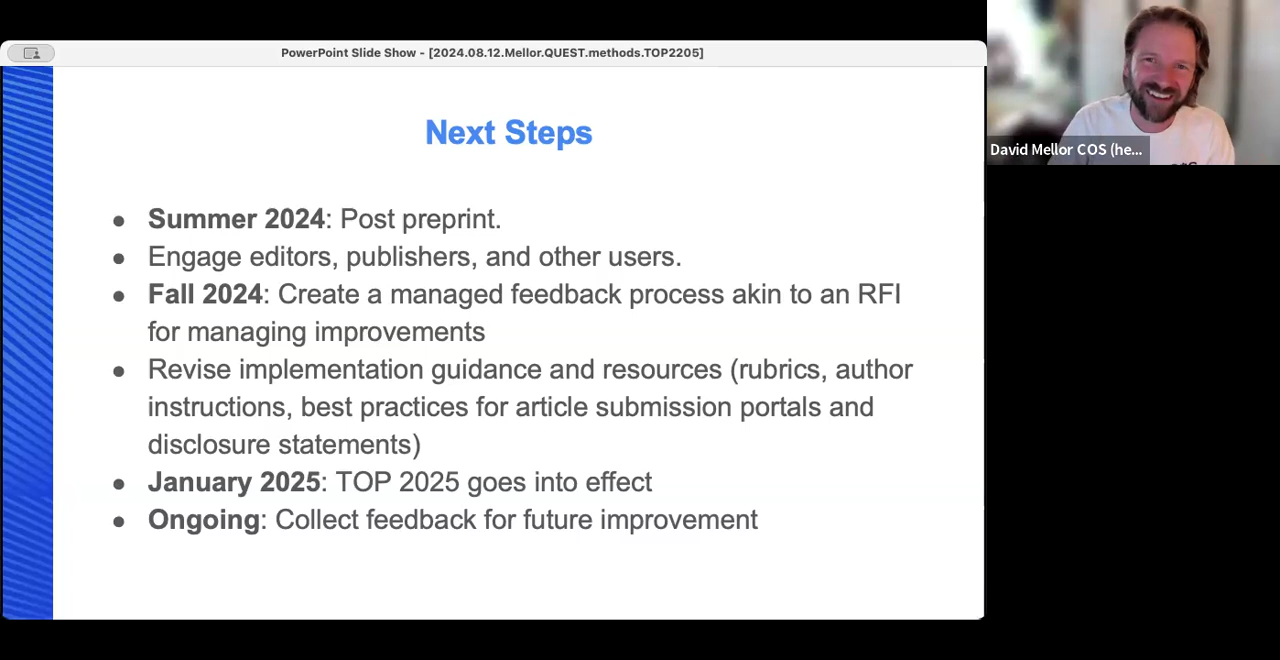 PowerPoint Slide Show - [2024.08.12.Mellor.QUEST.methods.TOP2205]
Next Steps
● Summer 2024: Post preprint.
● Engage editors, publishers, and other users.
● Fall 2024: Create a managed feedback process akin to an RFI
for managing improvements
● Revise implementation guidance and resources (rubrics, author
instructions, best practices for article submission portals and
disclosure statements)
● January 2025: TOP 2025 goes into effect
● Ongoing: Collect feedback for future improvement
David Mellor COS (he...